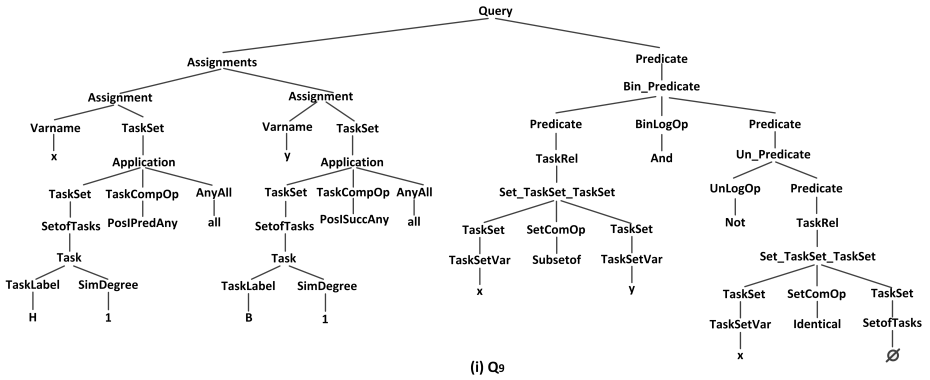 Query
Assignments Predicate
Assignment Assignment Bin_Predicate
Varname TaskSet Varname TaskSet Predicate BinLogOp Predicate
x Application y Application TaskRel And Un_Predicate
TaskSet TaskCompOp AnyAll TaskSet TaskCompOp AnyAll Set_TaskSet_TaskSet UnLogOp Predicate
SetofTasks PoslPredAny all SetofTasks PoslSuccAny all TaskSet SetComOp TaskSet Not TaskRel
Task Task TaskSetVar Subsetof TaskSetVar Set_TaskSet_TaskSet
TaskLabel SimDegree TaskLabel SimDegree x y TaskSet SetComOp TaskSet
H 1 B 1 TaskSetVar Identical SetofTasks
x ∅
(i) Q9